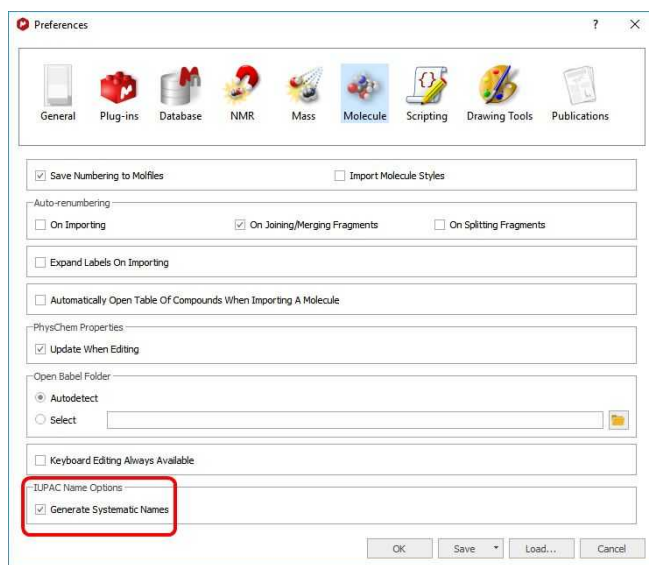 Preferences
?
General Plug-ins Database NMR Mass Molecule Scripting Drawing Tools Publications
Save Numbering to Molfiles Import Molecule Styles
Auto-renumbering
On Importing On Joining/Merging Fragments On Splitting Fragments
Expand Labels On Importing
Automatically Open Table Of Compounds When Importing A Molecule
PhysChem Properties
Update When Editing
Open Babel Folder
Autodetect
Select
Keyboard Editing Always Available
IUPAC Name Options
Generate Systematic Names
OK Save Load... Cancel